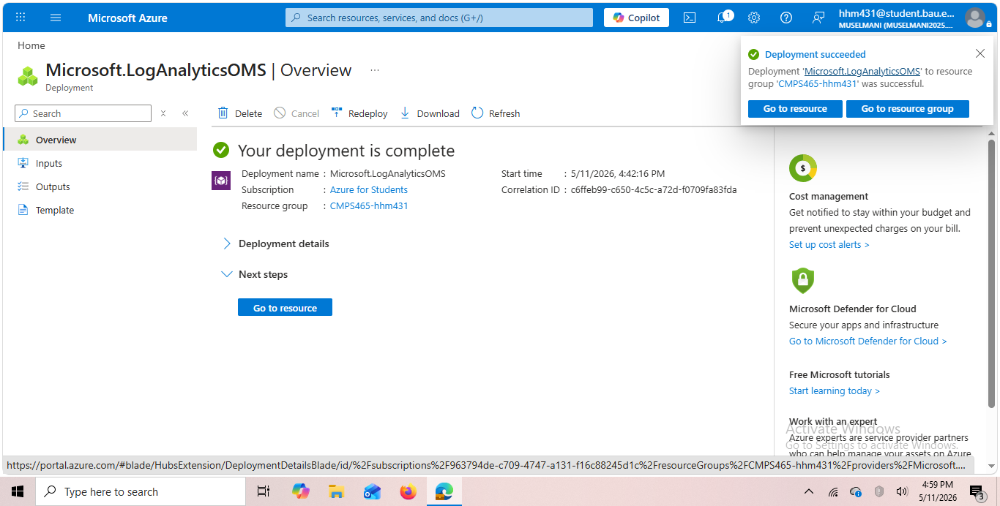 Microsoft Azure
Search resources, services, and docs (G+/)
Copilot
1
hhm431@student.bau.e...
MUSELMANI (MUSELMANI2025....
Home
Microsoft.LogAnalyticsOMS | Overview ...
Deployment
Deployment succeeded
Deployment 'Microsoft.LogAnalyticsOMS' to resource
group 'CMPS465-hhm431' was successful.
Go to resource
Go to resource group
Search
Delete
Cancel
Redeploy
Download
Refresh
Overview
Inputs
Outputs
Template
Your deployment is complete
Deployment name : Microsoft.LogAnalyticsOMS
Subscription : Azure for Students
Resource group : CMPS465-hhm431
Start time : 5/11/2026, 4:42:16 PM
Correlation ID : c6ffeb99-c650-4c5c-a72d-f0709fa83fda
Deployment details
Next steps
Go to resource
Cost management
Get notified to stay within your budget and
prevent unexpected charges on your bill.
Set up cost alerts >
Microsoft Defender for Cloud
Secure your apps and infrastructure
Go to Microsoft Defender for Cloud >
Free Microsoft tutorials
Start learning today >
Work with an expert
Azure experts are service provider partners
who can help manage your assets on Azure
Activate Windows
Go to Settings to activate Windows.
https://portal.azure.com/#blade/HubsExtension/DeploymentDetailsBlade/id/%2Fsubscriptions%2F963794de-c709-4747-a131-f16c88245d1c%2FresourceGroups%2FCMPS465-hhm431%2Fproviders%2FMicrosoft....
Type here to search
4:59 PM
5/11/2026
3